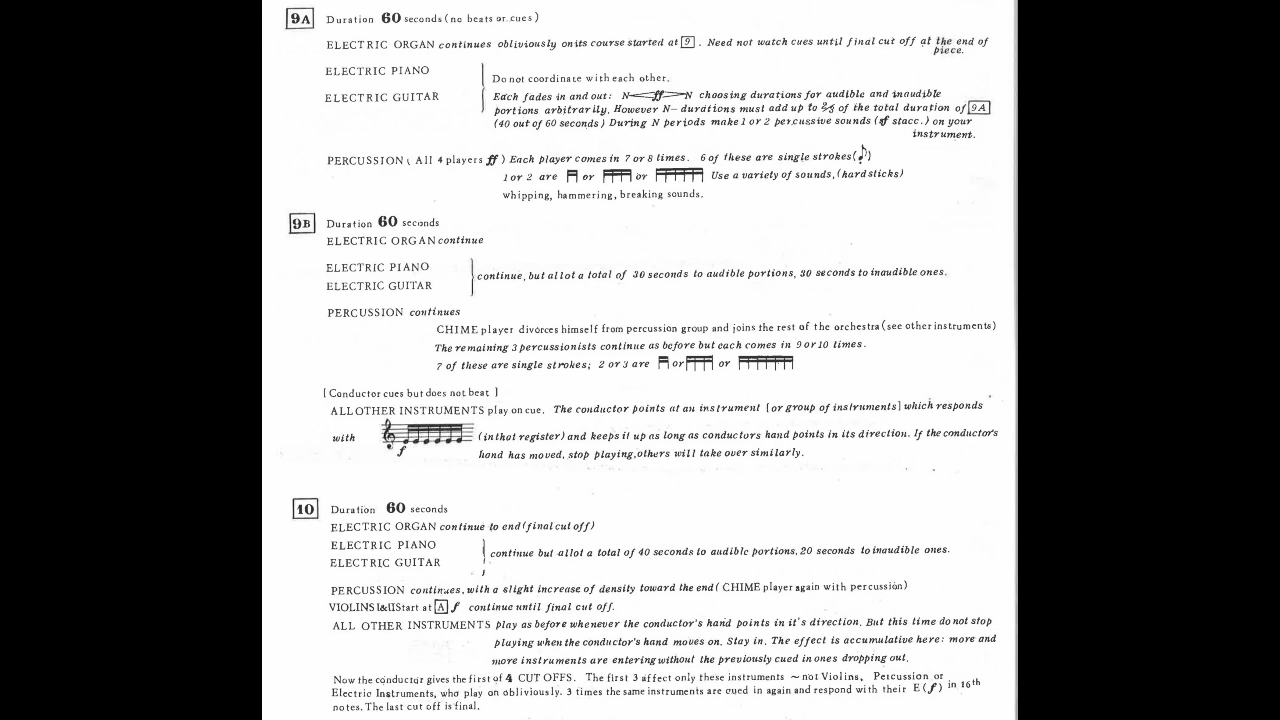 9A Duration 60 seconds (no beats or cues)
ELECTRIC ORGAN continues obliviously on its course started at 9 . Need not watch cues until final cut off at the end of
piece.
ELECTRIC PIANO
Do not coordinate with each other.
ELECTRIC GUITAR
Each fades in and out: N ff N choosing durations for audible and inaudible
portions arbitrarily. However N- durations must add up to of the total duration of 9A
(40 out of 60 seconds) During N periods make 1 or 2 percussive sounds (sf stacc.) on your
instrument.
PERCUSSION ( All 4 players ff ) Each player comes in 7 or 8 times. 6 of these are single strokes( )
1 or 2 are or or Use a variety of sounds, (hard sticks)
whipping, hammering, breaking sounds.
9B Duration 60 seconds
ELECTRIC ORGAN continue
ELECTRIC PIANO
continue, but allot a total of 30 seconds to audible portions, 30 seconds to inaudible ones.
ELECTRIC GUITAR
PERCUSSION continues
CHIME player divorces himself from percussion group and joins the rest of the orchestra (see other instruments)
The remaining 3 percussionists continue as before but each comes in 9 or 10 times.
7 of these are single strokes; 2 or 3 are or or
[ Conductor cues but does not beat ]
ALL OTHER INSTRUMENTS play on cue. The conductor points at an instrument [or group of instruments] which responds
with f (in that register) and keeps it up as long as conductors hand points in its direction. If the conductor's
hand has moved, stop playing, others will take over similarly.
10 Duration 60 seconds
ELECTRIC ORGAN continue to end (final cut off)
ELECTRIC PIANO
continue but allot a total of 40 seconds to audible portions, 20 seconds to inaudible ones.
ELECTRIC GUITAR
PERCUSSION continues, with a slight increase of density toward the end ( CHIME player again with percussion)
VIOLINS I&II Start at A f continue until final cut off.
ALL OTHER INSTRUMENTS play as before whenever the conductor's hand points in it's direction. But this time do not stop
playing when the conductor's hand moves on. Stay in. The effect is accumulative here: more and
more instruments are entering without the previously cued in ones dropping out.
Now the conductor gives the first of 4 CUT OFFS. The first 3 affect only these instruments ~ not Violins, Percussion or
Electric Instruments, who play on obliviously. 3 times the same instruments are cued in again and respond with their E (f) in 16th
notes. The last cut off is final.